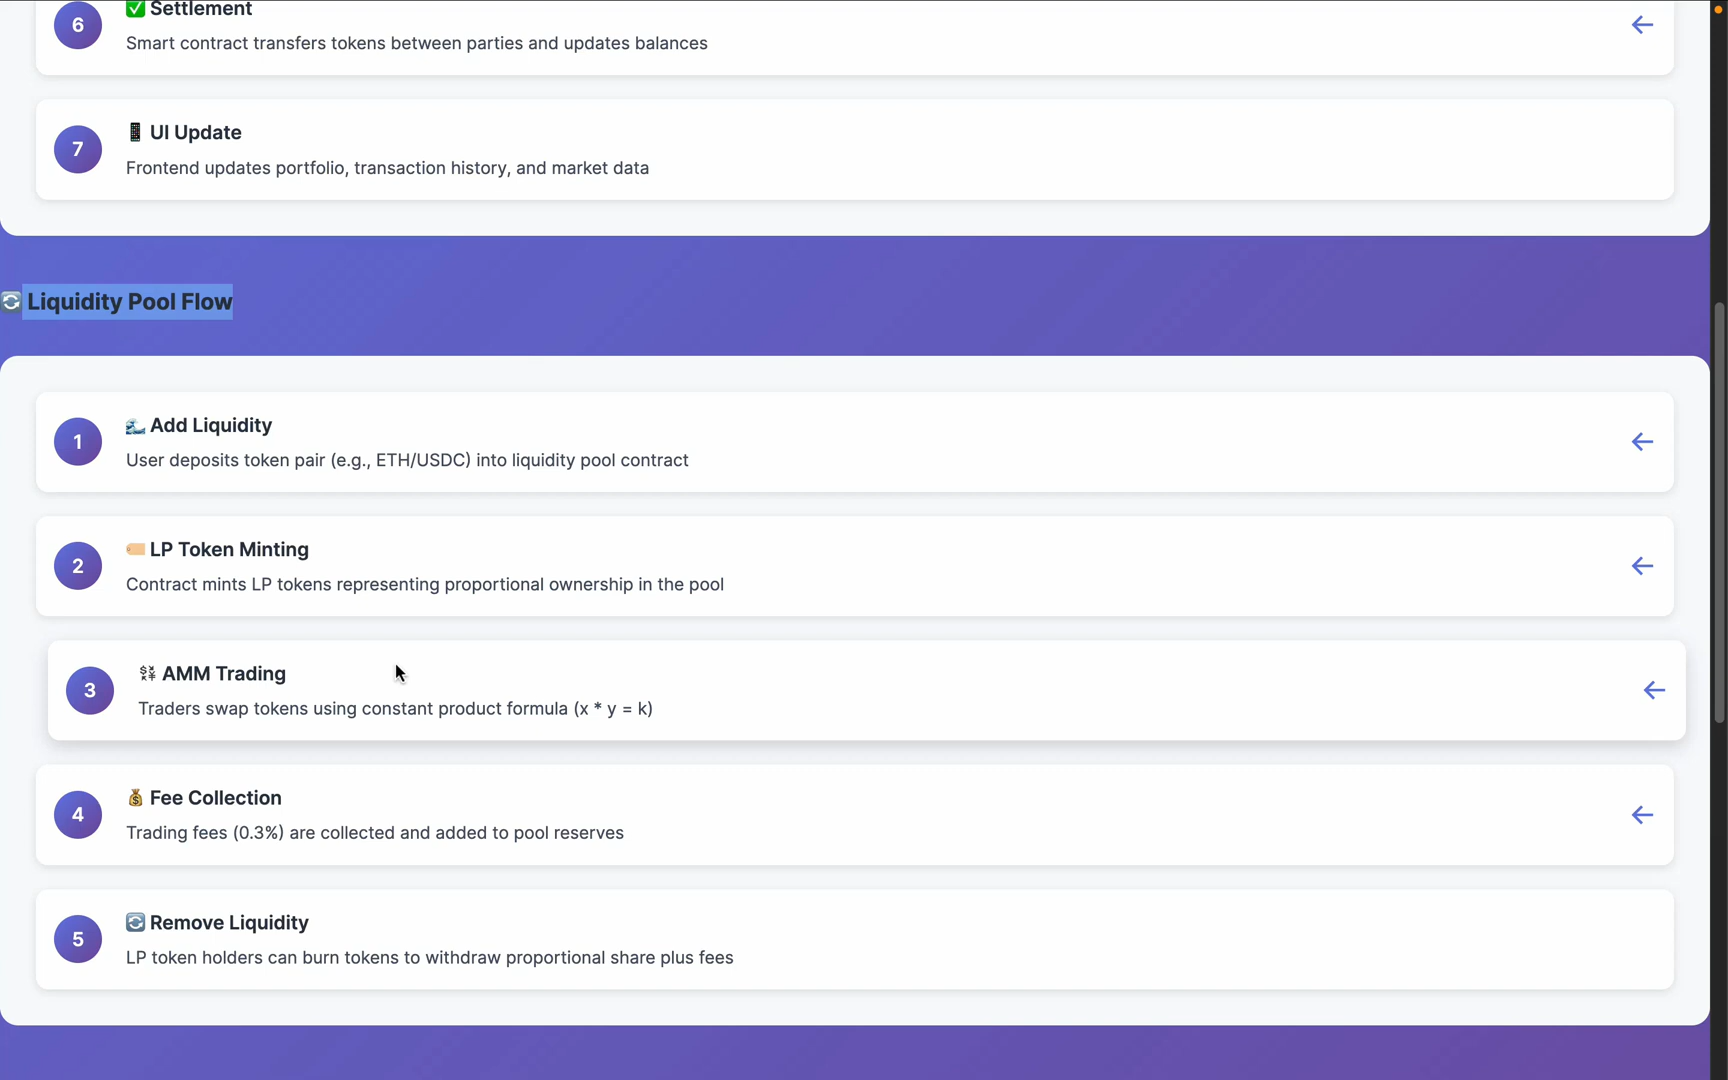 6
✅ Settlement
Smart contract transfers tokens between parties and updates balances
←
7
📱 UI Update
Frontend updates portfolio, transaction history, and market data
🔄 Liquidity Pool Flow
1
🌊 Add Liquidity
User deposits token pair (e.g., ETH/USDC) into liquidity pool contract
←
2
🏷️ LP Token Minting
Contract mints LP tokens representing proportional ownership in the pool
←
3
💱 AMM Trading
Traders swap tokens using constant product formula (x * y = k)
←
4
💰 Fee Collection
Trading fees (0.3%) are collected and added to pool reserves
←
5
🔄 Remove Liquidity
LP token holders can burn tokens to withdraw proportional share plus fees